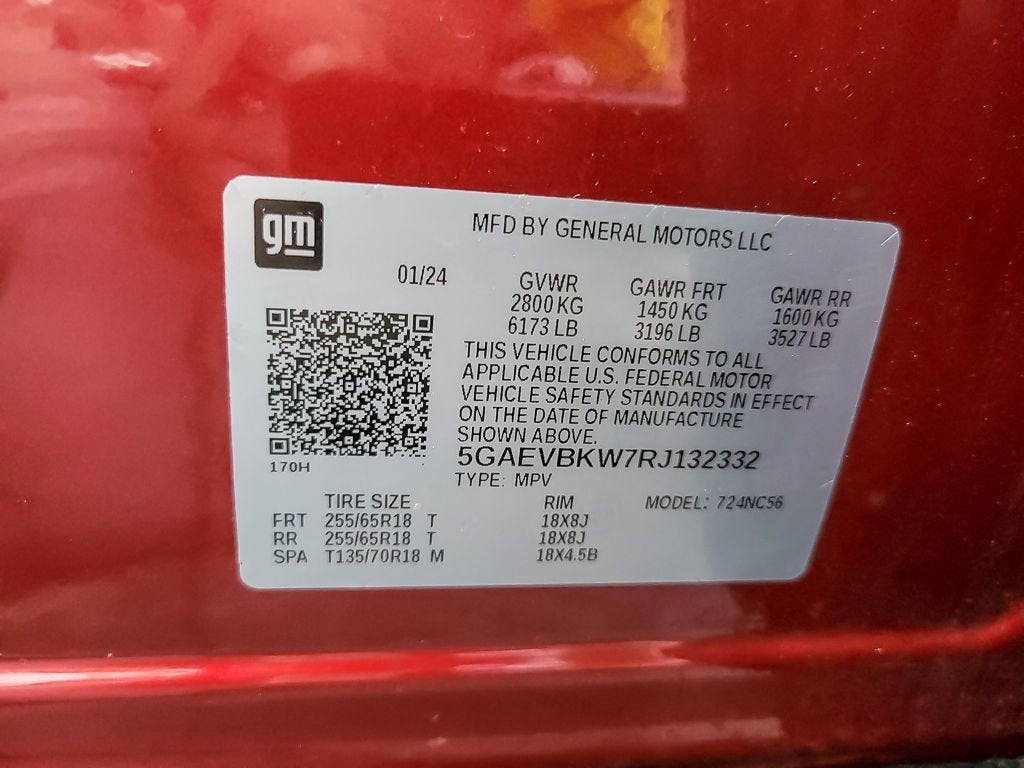 gm
MFD BY GENERAL MOTORS LLC
01/24
GVWR
2800 KG
6173 LB
GAWR FRT
1450 KG
3196 LB
GAWR RR
1600 KG
3527 LB
THIS VEHICLE CONFORMS TO ALL
APPLICABLE U.S. FEDERAL MOTOR
VEHICLE SAFETY STANDARDS IN EFFECT
ON THE DATE OF MANUFACTURE
SHOWN ABOVE.
170H
5GAEVBKW7RJ132332
TYPE: MPV
TIRE SIZE RIM MODEL: 724NC56
FRT 255/65R18 T 18X8J
RR 255/65R18 T 18X8J
SPA T135/70R18 M 18X4.5B